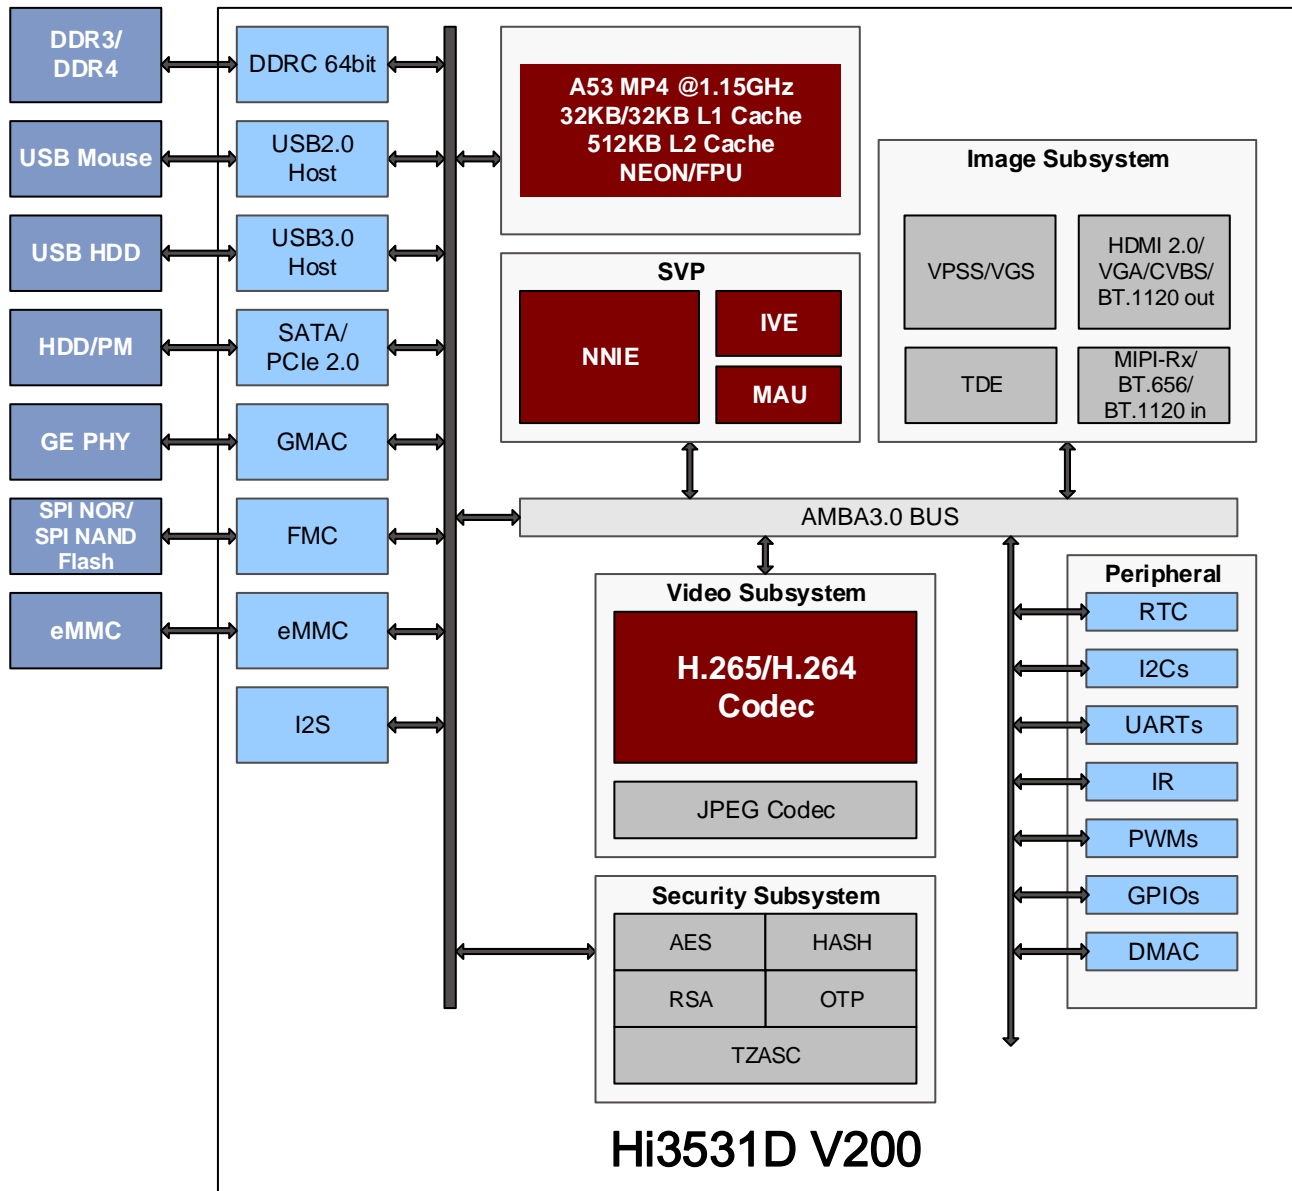 DDR3/
DDR4
DDRC 64bit
USB Mouse
USB2.0
Host
USB HDD
USB3.0
Host
HDD/PM
SATA/
PCIe 2.0
GE PHY
GMAC
SPI NOR/
SPI NAND
Flash
FMC
eMMC
eMMC
I2S
A53 MP4 @1.15GHz
32KB/32KB L1 Cache
512KB L2 Cache
NEON/FPU
SVP
NNIE
IVE
MAU
Image Subsystem
VPSS/VGS
HDMI 2.0/
VGA/CVBS/
BT.1120 out
TDE
MIPI-Rx/
BT.656/
BT.1120 in
AMBA3.0 BUS
Video Subsystem
H.265/H.264
Codec
JPEG Codec
Peripheral
RTC
I2Cs
UARTs
IR
PWMs
GPIOs
DMAC
Security Subsystem
AES
HASH
RSA
OTP
TZASC
Hi3531D V200